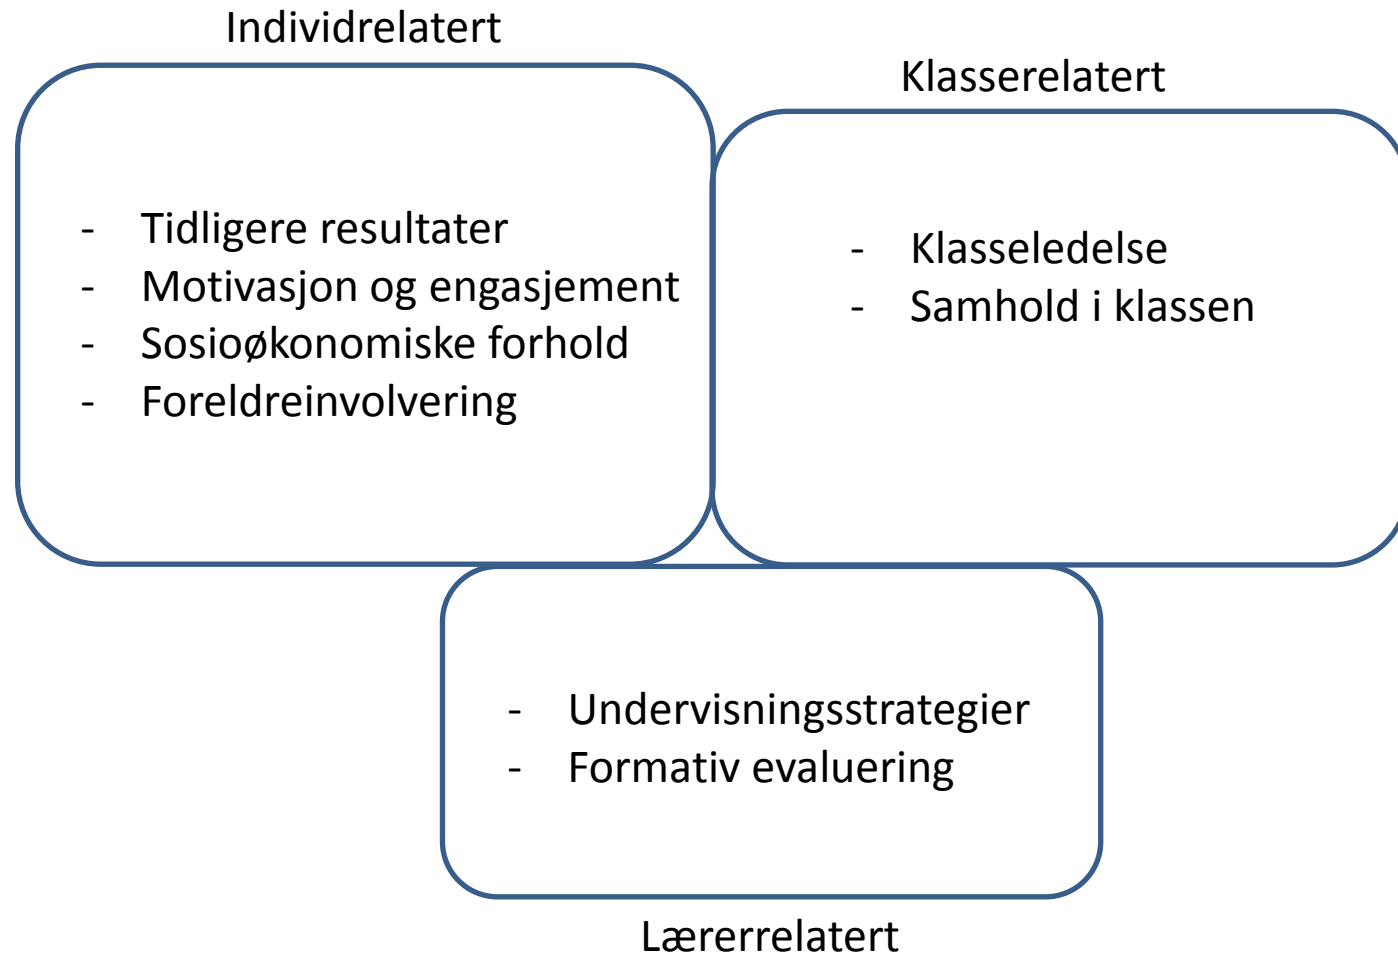 Individrelatert
- Tidligere resultater
- Motivasjon og engasjement
- Sosioøkonomiske forhold
- Foreldreinvolvering
Klasserelatert
- Klasseledelse
- Samhold i klassen
- Undervisningsstrategier
- Formativ evaluering
Lærerrelatert